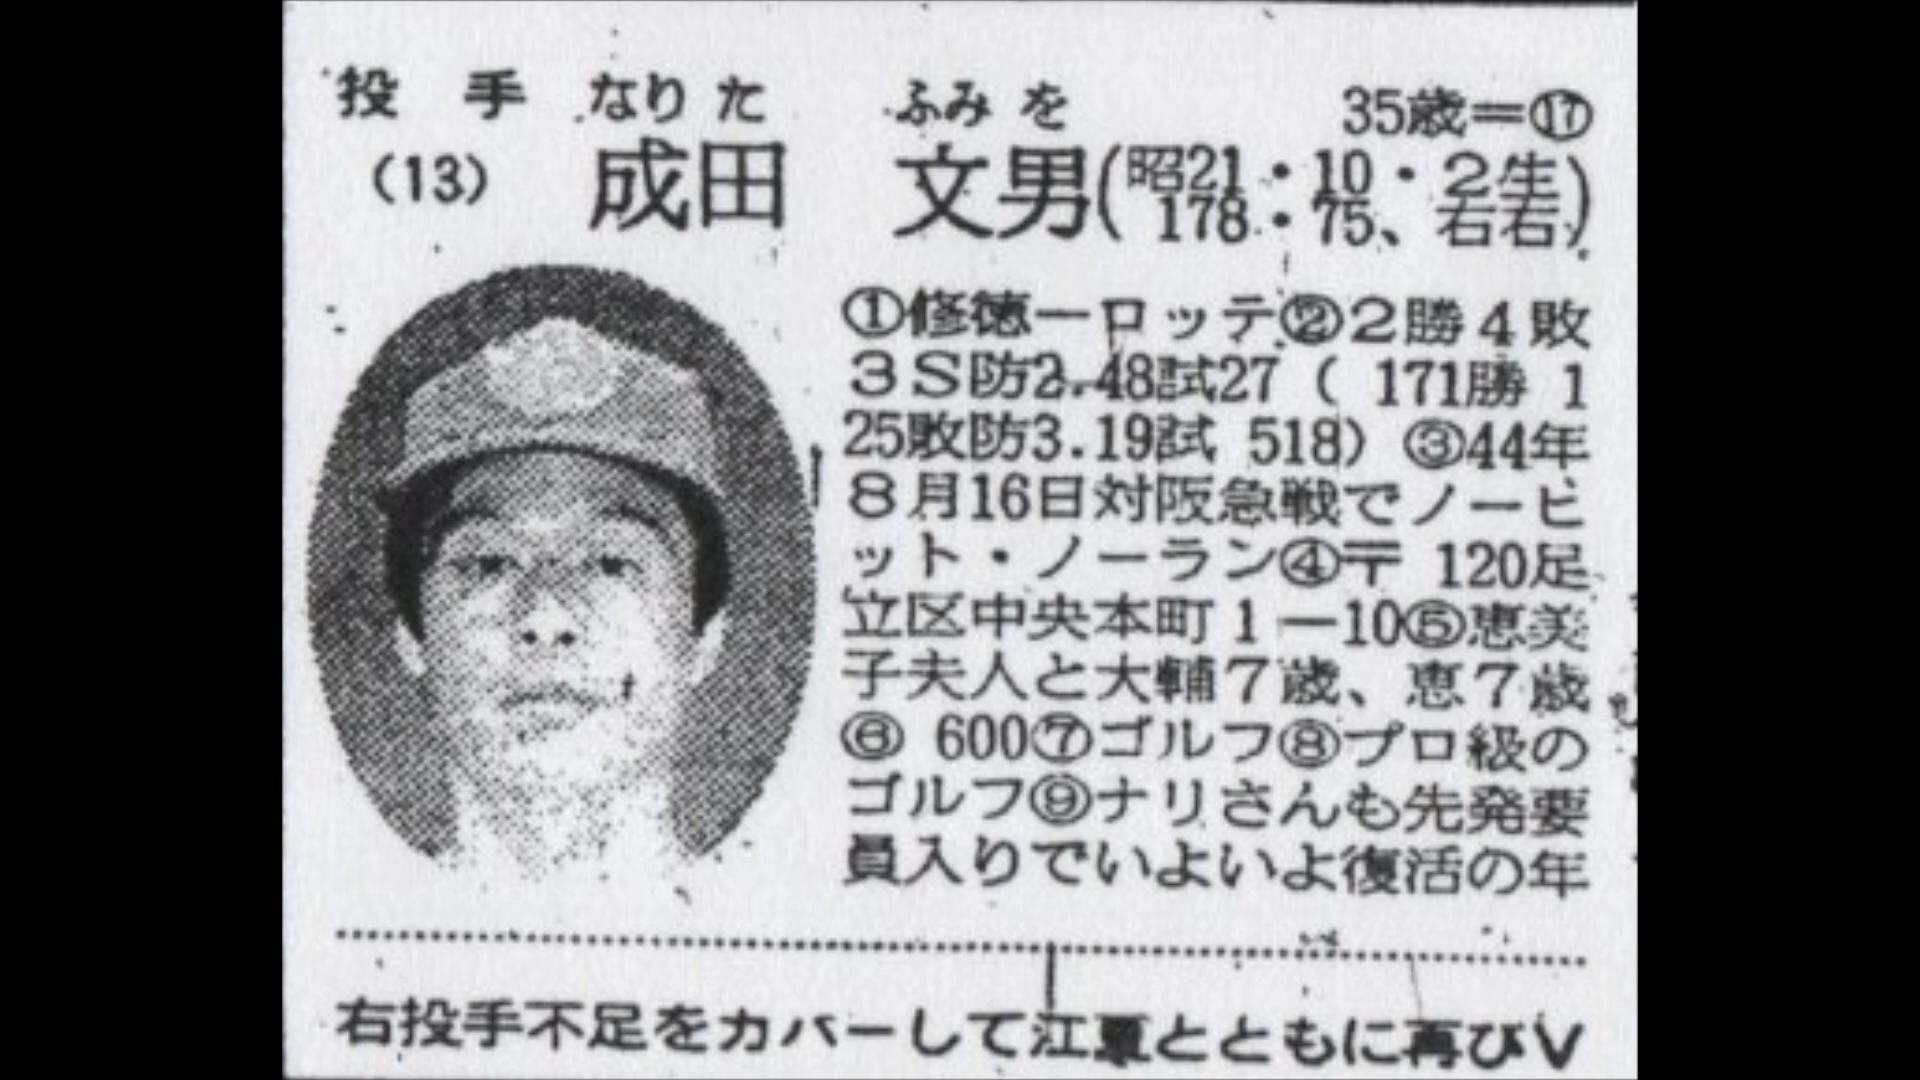 投手 なりた ふみを 35歳=⑰
(13) 成田 文男(昭21・10・2生
178・75、右右)
①修徳ーロッテ②2勝4敗
3S防2.48試27(171勝1
25敗防3.19試518)③44年
8月16日対阪急戦でノーヒ
ット・ノーラン④〒120足
立区中央本町1ー10⑤恵美
子夫人と大輔7歳、恵7歳
⑥600⑦ゴルフ⑧プロ級の
ゴルフ⑨ナリさんも先発要
員入りでいよいよ復活の年
右投手不足をカバーして江夏とともに再びV